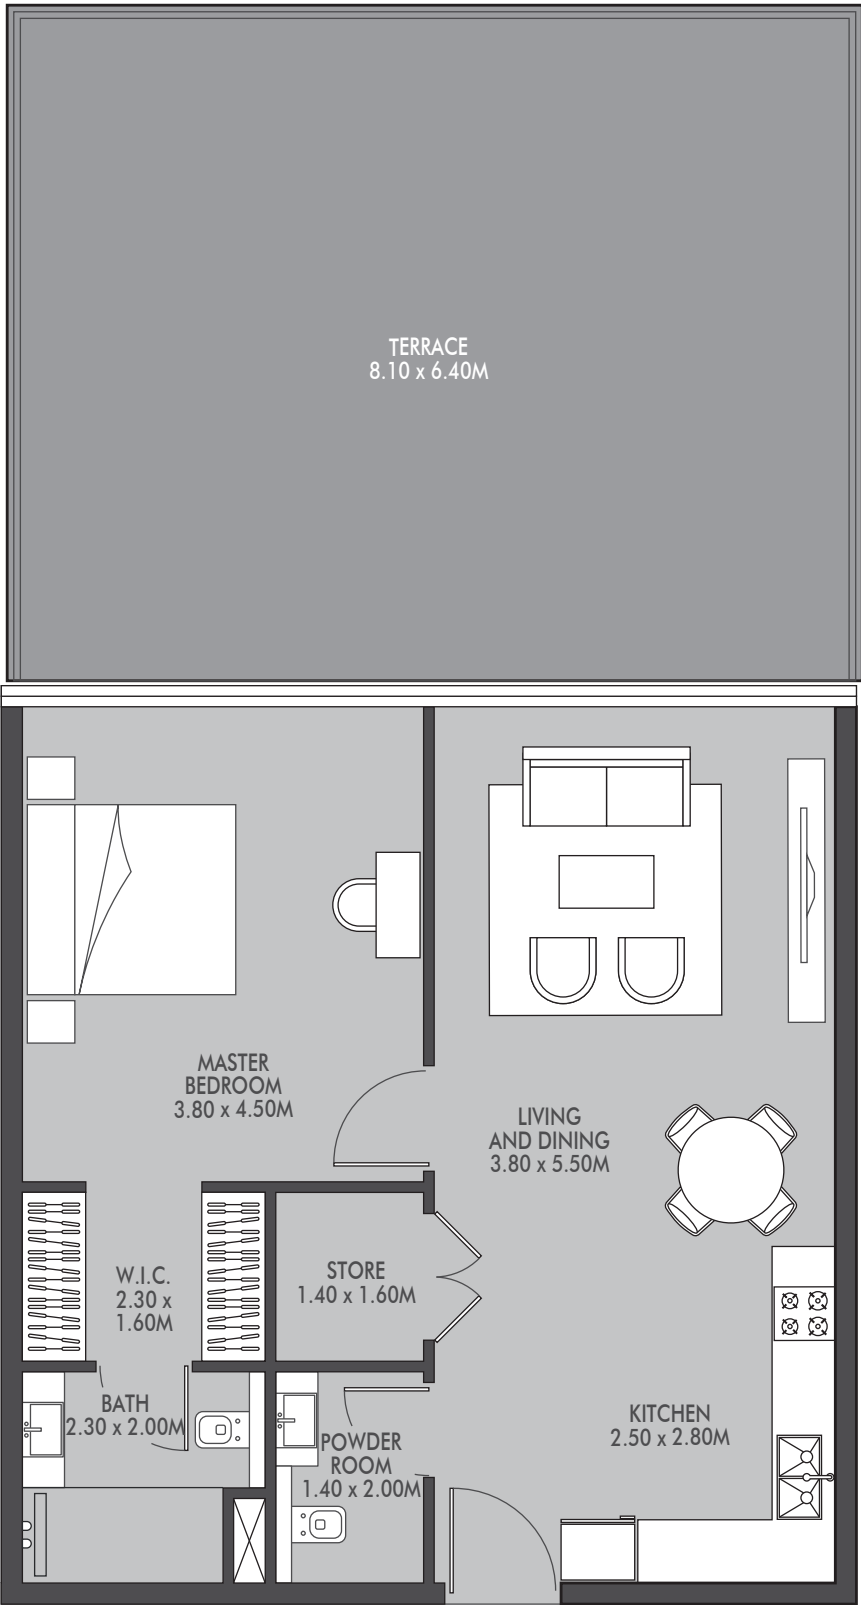 TERRACE
8.10 x 6.40M
MASTER
BEDROOM
3.80 x 4.50M
LIVING
AND DINING
3.80 x 5.50M
W.I.C.
2.30 x
1.60M
STORE
1.40 x 1.60M
BATH
2.30 x 2.00M
POWDER
ROOM
1.40 x 2.00M
KITCHEN
2.50 x 2.80M